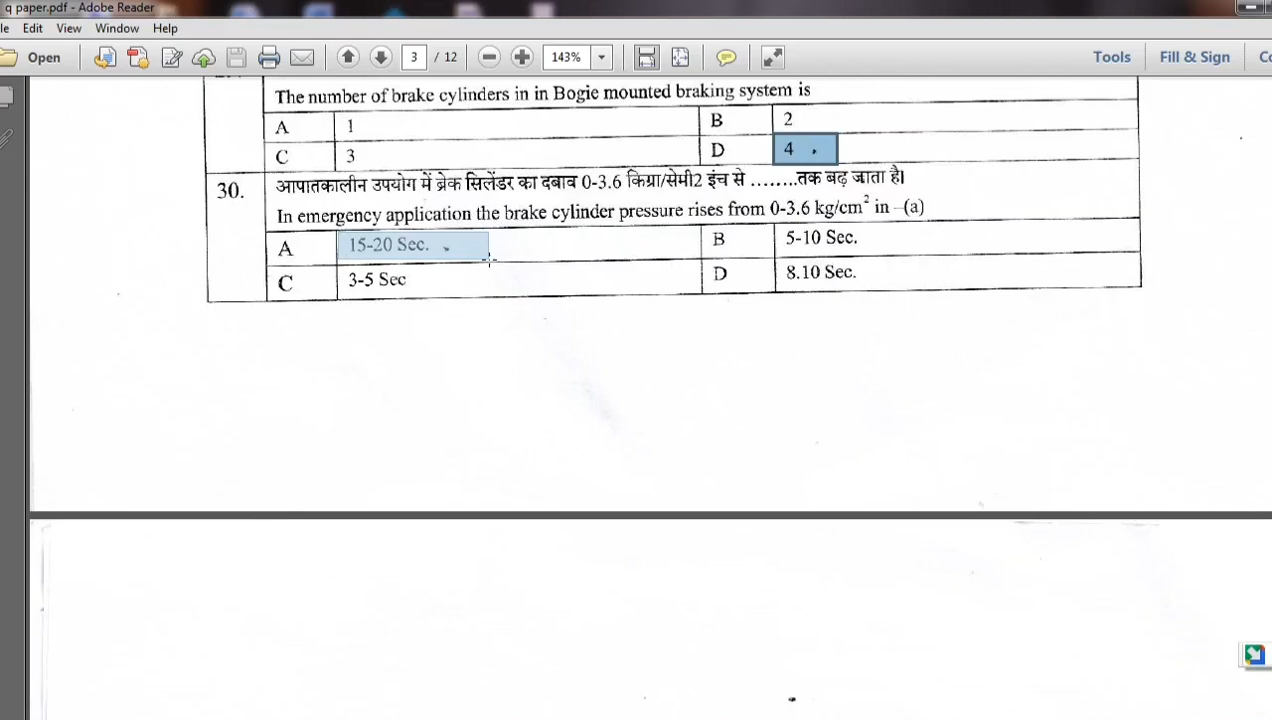 q paper.pdf - Adobe Reader
le Edit View Window Help
Open 3 / 12 143% Tools Fill & Sign Co
The number of brake cylinders in in Bogie mounted braking system is
A 1 B 2
C 3 D 4
30. आपातकालीन उपयोग में ब्रेक सिलेंडर का दबाव 0-3.6 किग्रा/सेमी2 इंच से ........तक बढ़ जाता है।
In emergency application the brake cylinder pressure rises from 0-3.6 kg/cm² in –(a)
A 15-20 Sec. B 5-10 Sec.
C 3-5 Sec D 8.10 Sec.